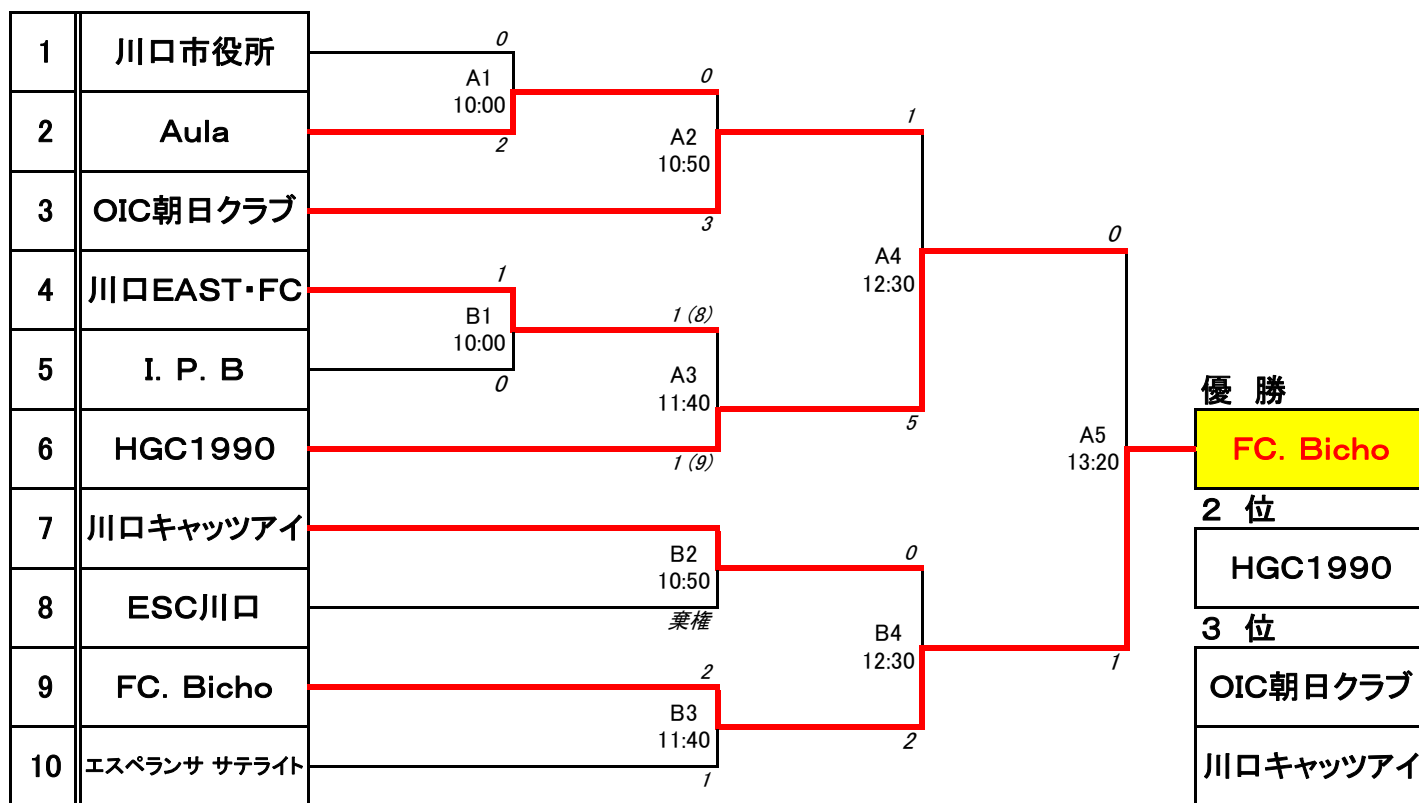 1 川口市役所
2 Aula
3 OIC朝日クラブ
4 川口EAST・FC
5 I. P. B
6 HGC1990
7 川口キャッツアイ
8 ESC川口
9 FC. Bicho
10 エスペランサ サテライト
0
A1
10:00
2
1
B1
10:00
0
0
A2
10:50
3
1(8)
A3
11:40
1(9)
B2
10:50
棄権
2
B3
11:40
1
1
A4
12:30
5
0
B4
12:30
2
0
A5
13:20
1
優 勝
FC. Bicho
2 位
HGC1990
3 位
OIC朝日クラブ
川口キャッツアイ